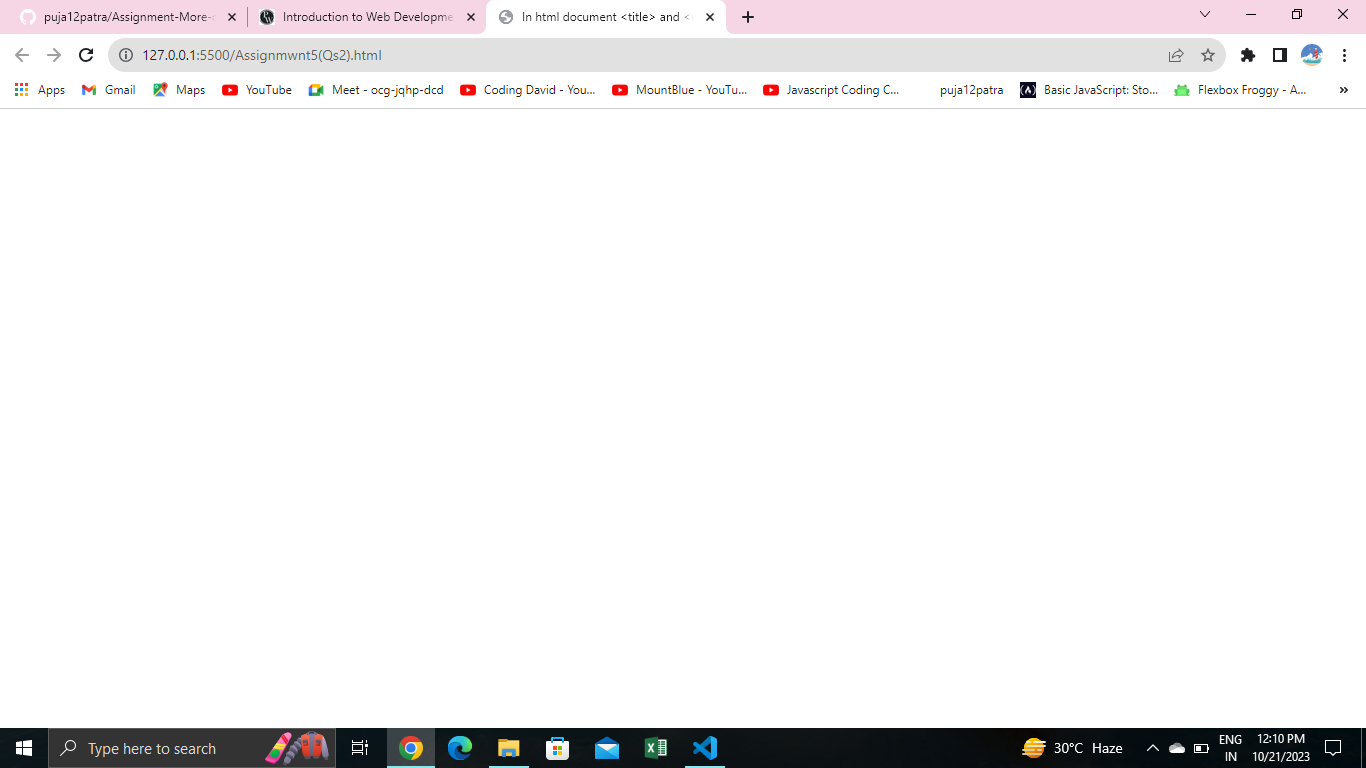 puja12patra/Assignment-More-
Introduction to Web Developme
In html document <title> and <
127.0.0.1:5500/Assignmwnt5(Qs2).html
Apps
Gmail
Maps
YouTube
Meet - ocg-jqhp-dcd
Coding David - You...
MountBlue - YouTu...
Javascript Coding C...
puja12patra
(A)
Basic JavaScript: Sto...
Flexbox Froggy - A...
»
Type here to search
30°C Haze
ENG
IN
12:10 PM
10/21/2023